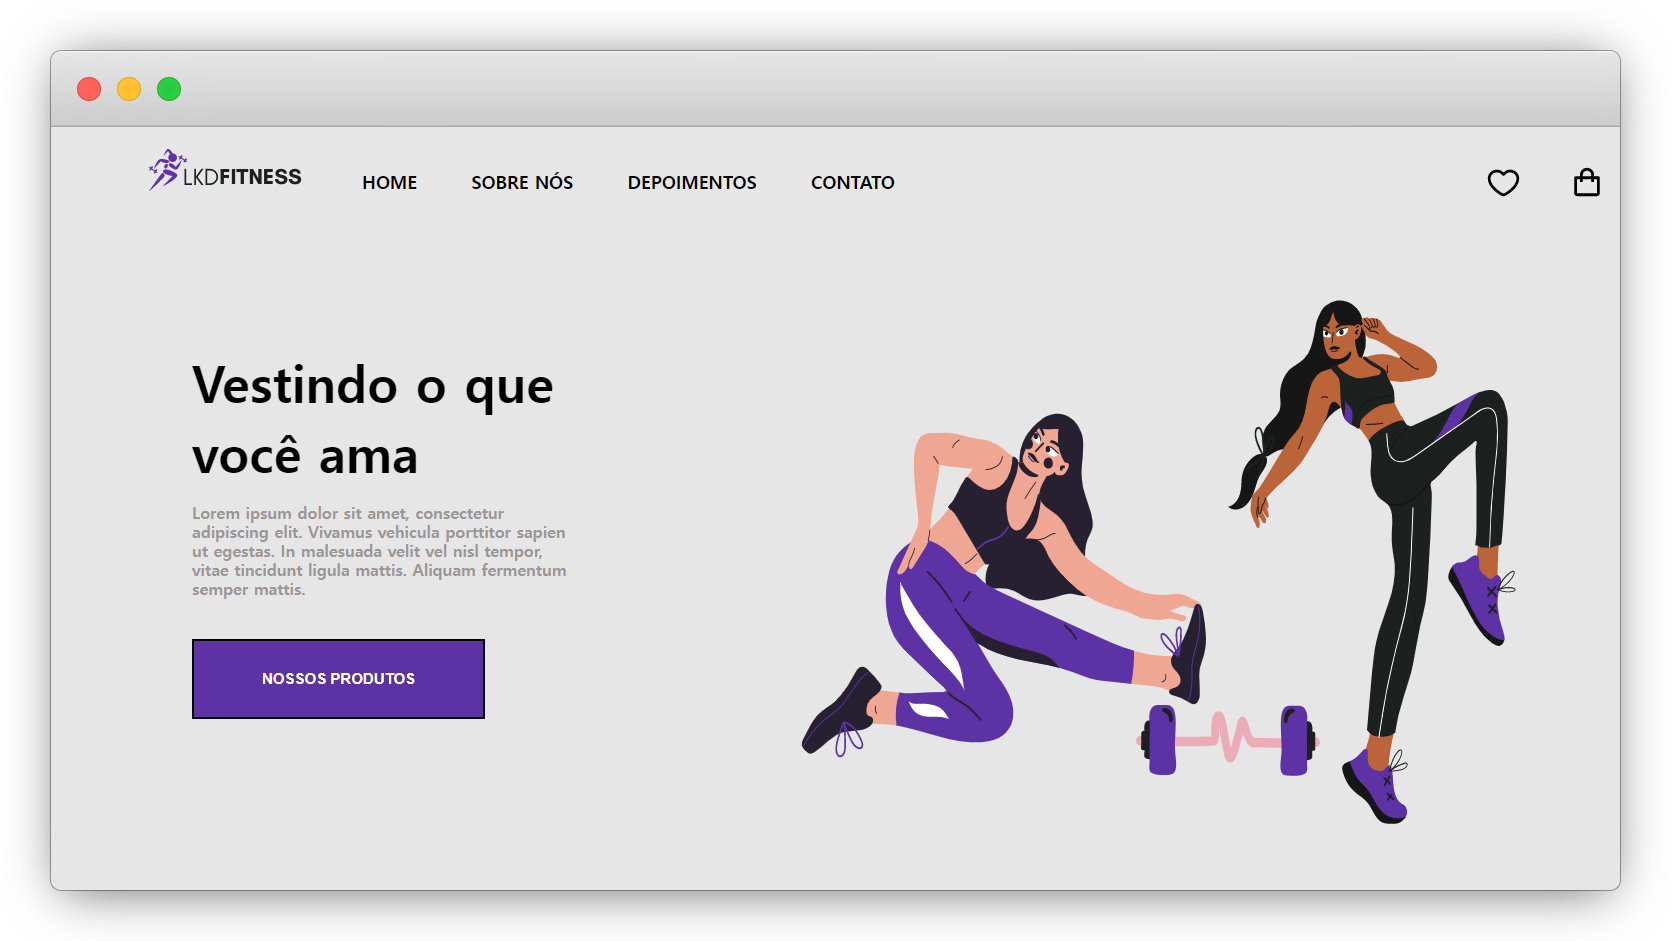 LKDFITNESS
HOME
SOBRE NÓS
DEPOIMENTOS
CONTATO
Vestindo o que
você ama
Lorem ipsum dolor sit amet, consectetur
adipiscing elit. Vivamus vehicula porttitor sapien
ut egestas. In malesuada velit vel nisl tempor,
vitae tincidunt ligula mattis. Aliquam fermentum
semper mattis.
NOSSOS PRODUTOS